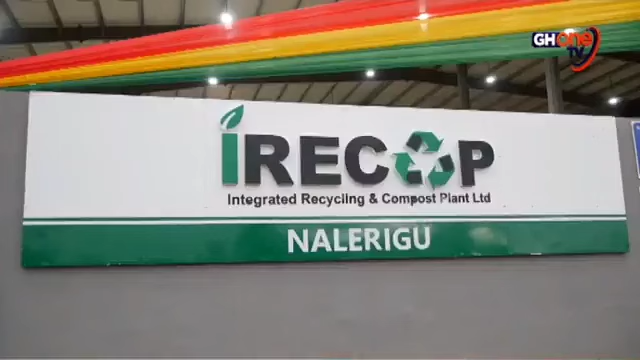 GHOne
TV
iRECOP
Integrated Recycling & Compost Plant Ltd
NALERIGU